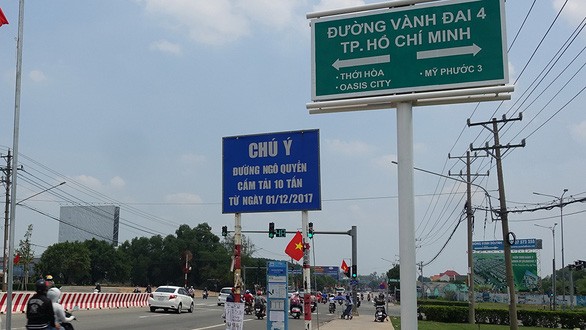 ĐƯỜNG VÀNH ĐAI 4
TP. HỒ CHÍ MINH
• THỚI HÒA
• OASIS CITY
• MỸ PHƯỚC 3
CHÚ Ý
ĐƯỜNG NGÔ QUYỀN
CẤM TẢI 10 TẤN
TỪ NGÀY 01/12/2017